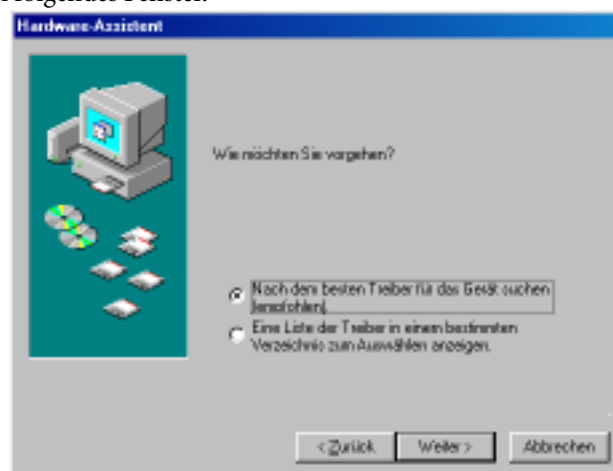 folgendes Fenster:
Hardware-Assistent
Wie möchten Sie vorgehen?
Nach dem besten Treiber für das Gerät suchen
(empfohlen).
Eine Liste der Treiber in einem bestimmten
Verzeichnis zum Auswählen anzeigen.
< Zurück
Weiter >
Abbrechen